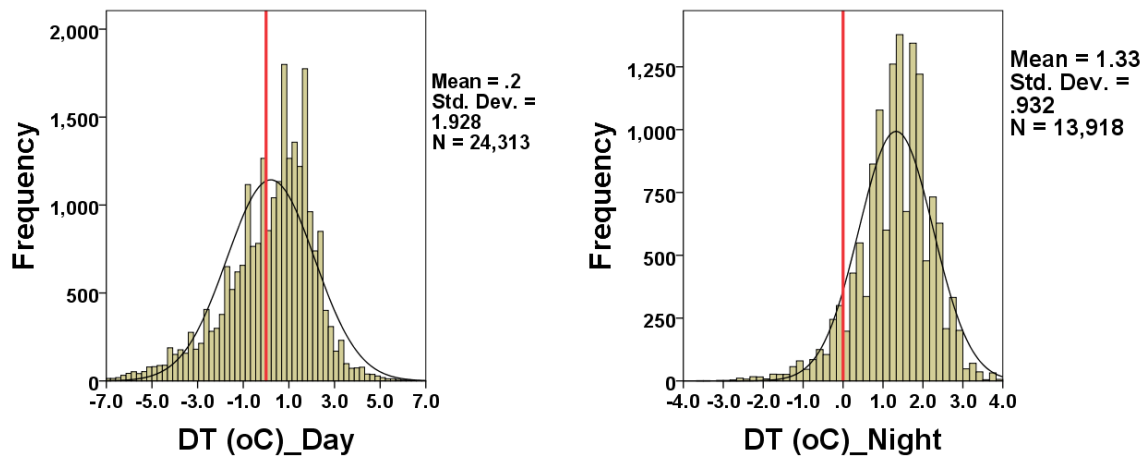 2,000
1,500
1,000
500
0
Frequency
-7.0 -5.0 -3.0 -1.0 1.0 3.0 5.0 7.0
DT (oC)_Day
Mean = .2
Std. Dev. =
1.928
N = 24,313
1,250
1,000
750
500
250
0
Frequency
-4.0 -3.0 -2.0 -1.0 .0 1.0 2.0 3.0 4.0
DT (oC)_Night
Mean = 1.33
Std. Dev. =
.932
N = 13,918